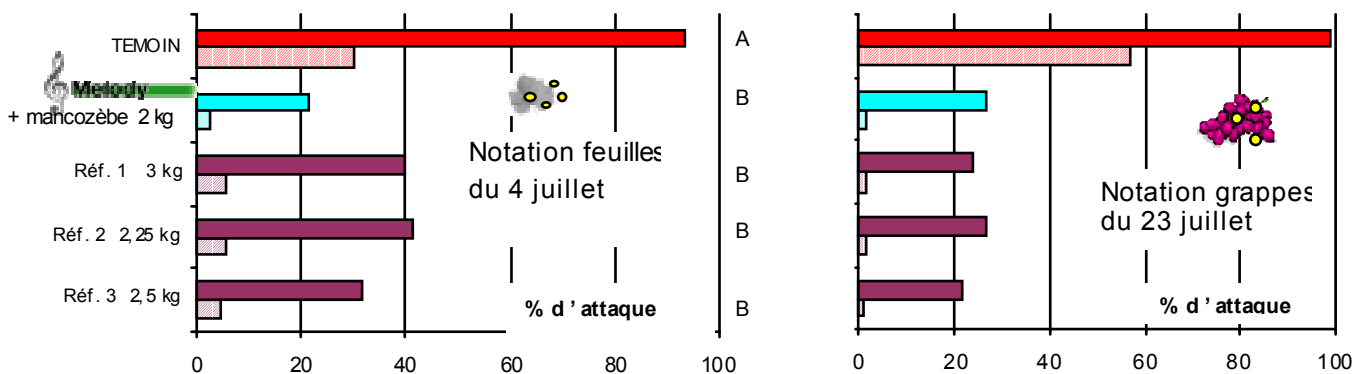 TEMOIN
Melody
+ mancozèbe 2 kg
Réf. 1 3 kg
Réf. 2 2,25 kg
Réf. 3 2,5 kg
Notation feuilles
du 4 juillet
% d ’ attaque
0 20 40 60 80 100
A
B
B
B
B
Notation grappes
du 23 juillet
% d ’ attaque
0 20 40 60 80 100